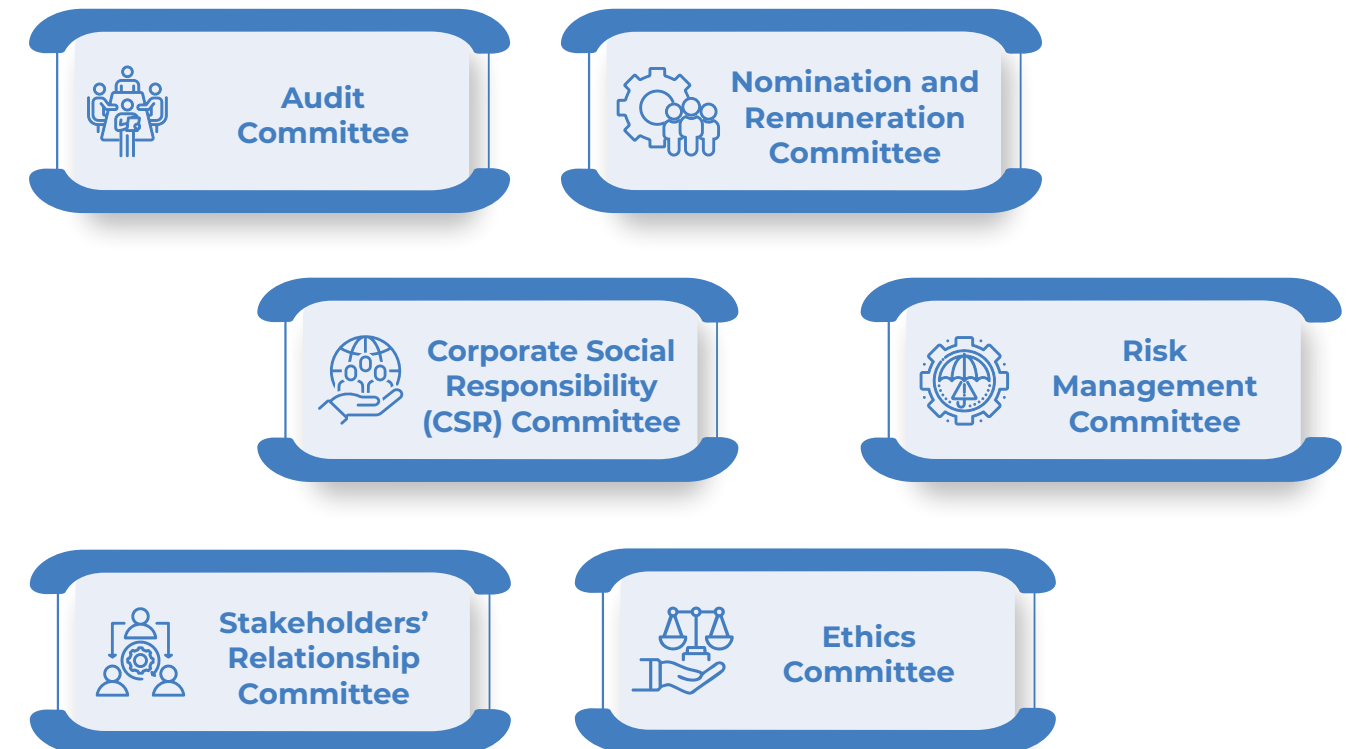 Audit
Committee
Nomination and
Remuneration
Committee
Corporate Social
Responsibility
(CSR) Committee
Risk
Management
Committee
Stakeholders’
Relationship
Committee
Ethics
Committee